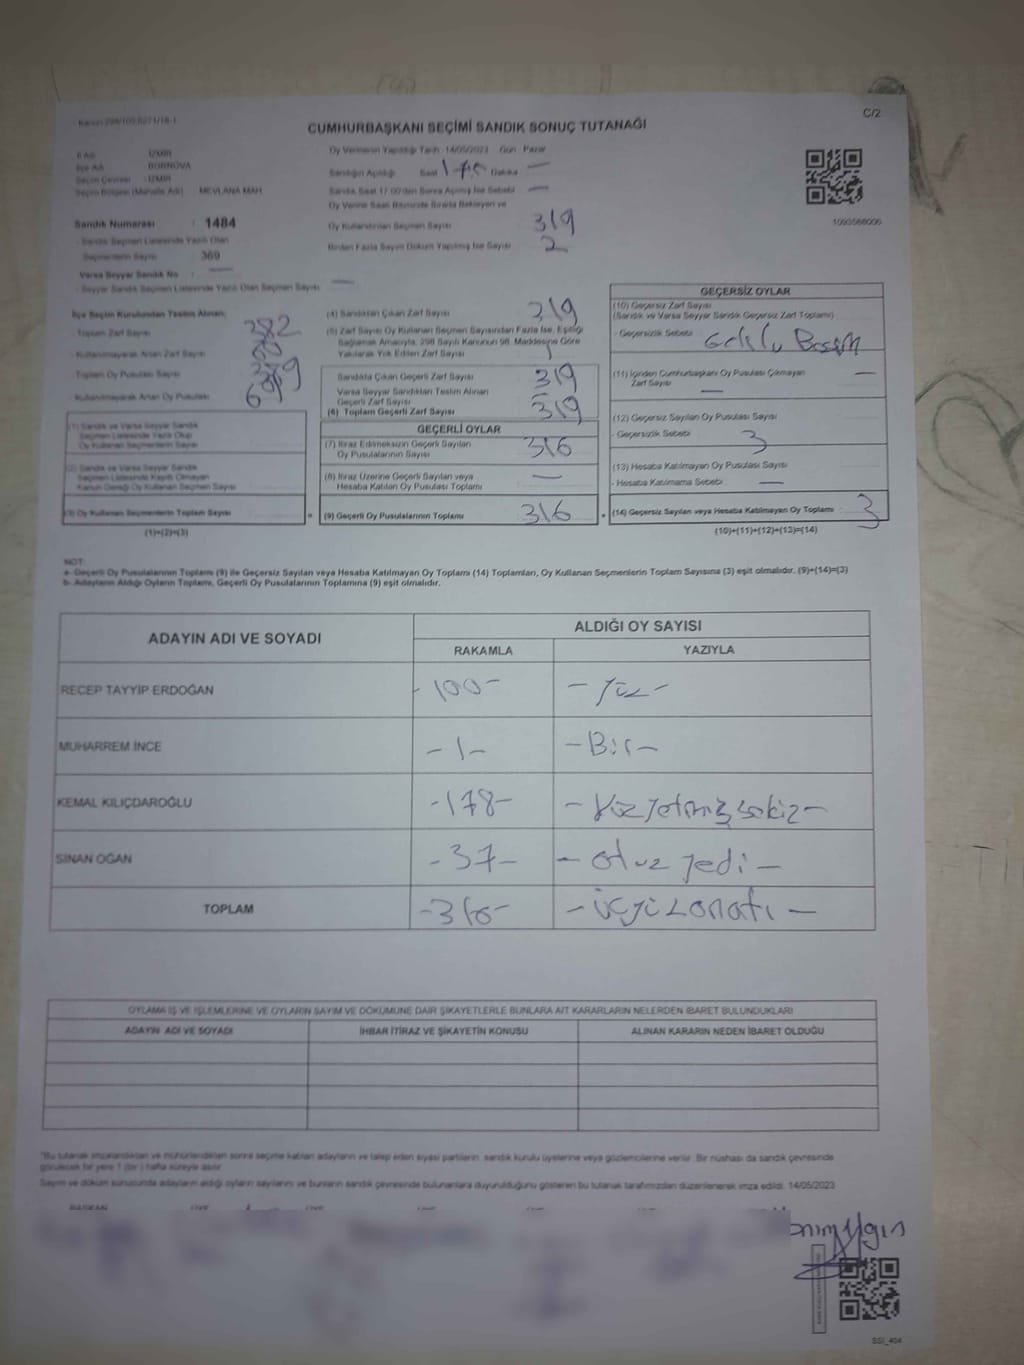 C/2
CUMHURBAŞKANI SEÇİMİ SANDIK SONUÇ TUTANAĞI
İl Adı : İZMİR
İlçe Adı : BORNOVA
Seçim Çevresi : İZMİR
Seçim Bölgesi (Mahalle Adı) : MEVLANA MAH.
Sandık Numarası : 1484
- Sandık Seçmen Listesinde Yazılı Olan
Seçmenlerin Sayısı : 369
Varsa Seyyar Sandık No : —
- Seyyar Sandık Seçmen Listesinde Yazılı Olan Seçmen Sayısı : —
Oy Vermenin Yapıldığı Tarih : 14/05/2023 Gün : Pazar
Sandığın Açıldığı Saat Dakika —
Sandık Saat 17:00'den Sonra Açılmış İse Sebebi —
Oy Verme Saati Bitiminde Sırada Bekleyen ve
Oy Kullandırılan Seçmen Sayısı : 319
Birden Fazla Sayım Döküm Yapılmış İse Sayısı : 2
1093568006
İlçe Seçim Kurulundan Teslim Alınan;
Toplam Zarf Sayısı : 382
- Kullanılmayarak Artan Zarf Sayısı
Toplam Oy Pusulası Sayısı
- Kullanılmayarak Artan Oy Pusulası
(1) Sandık ve Varsa Seyyar Sandık
Seçmen Listesinde Yazılı Olup
Oy Kullanan Seçmenlerin Sayısı
(2) Sandık ve Varsa Seyyar Sandık
Seçmen Listesinde Kayıtlı Olmayan
Kanun Gereği Oy Kullanan Seçmen Sayısı
(3) Oy Kullanan Seçmenlerin Toplam Sayısı
(1)+(2)=(3)
(4) Sandıktan Çıkan Zarf Sayısı : 319
(5) Zarf Sayısı Oy Kullanan Seçmen Sayısından Fazla İse, Eşitliği
Sağlamak Amacıyla, 298 Sayılı Kanunun 98. Maddesine Göre
Yakılarak Yok Edilen Zarf Sayısı
Sandıkta Çıkan Geçerli Zarf Sayısı : 319
Varsa Seyyar Sandıktan Teslim Alınan
Geçerli Zarf Sayısı
(6) Toplam Geçerli Zarf Sayısı : 319
GEÇERLİ OYLAR
(7) İtiraz Edilmeksizin Geçerli Sayılan
Oy Pusulalarının Sayısı : 316
(8) İtiraz Üzerine Geçerli Sayılan veya
Hesaba Katılan Oy Pusulası Toplamı : —
(9) Geçerli Oy Pusulalarının Toplamı : 316
GEÇERSİZ OYLAR
(10) Geçersiz Zarf Sayısı
(Sandık ve Varsa Seyyar Sandık Geçersiz Zarf Toplamı)
- Geçersizlik Sebebi :
(11) İçinden Cumhurbaşkanı Oy Pusulası Çıkmayan
Zarf Sayısı : —
(12) Geçersiz Sayılan Oy Pusulası Sayısı
- Geçersizlik Sebebi : 3
(13) Hesaba Katılmayan Oy Pusulası Sayısı
- Hesaba Katılmama Sebebi : —
(14) Geçersiz Sayılan veya Hesaba Katılmayan Oy Toplamı : 3
(10)+(11)+(12)+(13)=(14)
NOT:
a- Geçerli Oy Pusulalarının Toplamı (9) ile Geçersiz Sayılan veya Hesaba Katılmayan Oy Toplamı (14) Toplamları, Oy Kullanan Seçmenlerin Toplam Sayısına (3) eşit olmalıdır. (9)+(14)=(3)
b- Adayların Aldığı Oyların Toplamı, Geçerli Oy Pusulalarının Toplamına (9) eşit olmalıdır.
ADAYIN ADI VE SOYADI ALDIĞI OY SAYISI
RAKAMLA YAZIYLA
RECEP TAYYİP ERDOĞAN -100- -Yüz-
MUHARREM İNCE -1- -Bir-
KEMAL KILIÇDAROĞLU -178- -Yüzyetmişsekiz-
SİNAN OĞAN -37- -otuz yedi-
TOPLAM -316- -üçyüzonaltı-
OYLAMA İŞ VE İŞLEMLERİNE VE OYLARIN SAYIM VE DÖKÜMÜNE DAİR ŞİKAYETLERLE BUNLARA AİT KARARLARIN NELERDEN İBARET BULUNDUKLARI
ADAYIN ADI VE SOYADI İHBAR İTİRAZ VE ŞİKAYETİN KONUSU ALINAN KARARIN NEDEN İBARET OLDUĞU
"Bu tutanak imzalandıktan ve mühürlendikten sonra seçime katılan adayların ve talep eden siyasi partilerin, sandık kurulu üyelerine veya gözlemcilerine verilir. Bir nüshası da sandık çevresinde
görülecek bir yere 1 (bir ) hafta süreyle asılır.
Sayım ve döküm sonucunda adayların aldığı oyların sayılarını ve bunların sandık çevresinde bulunanlara duyurulduğunu gösteren bu tutanak tarafımızdan düzenlenerek imza edildi. 14/05/2023
SSI_404